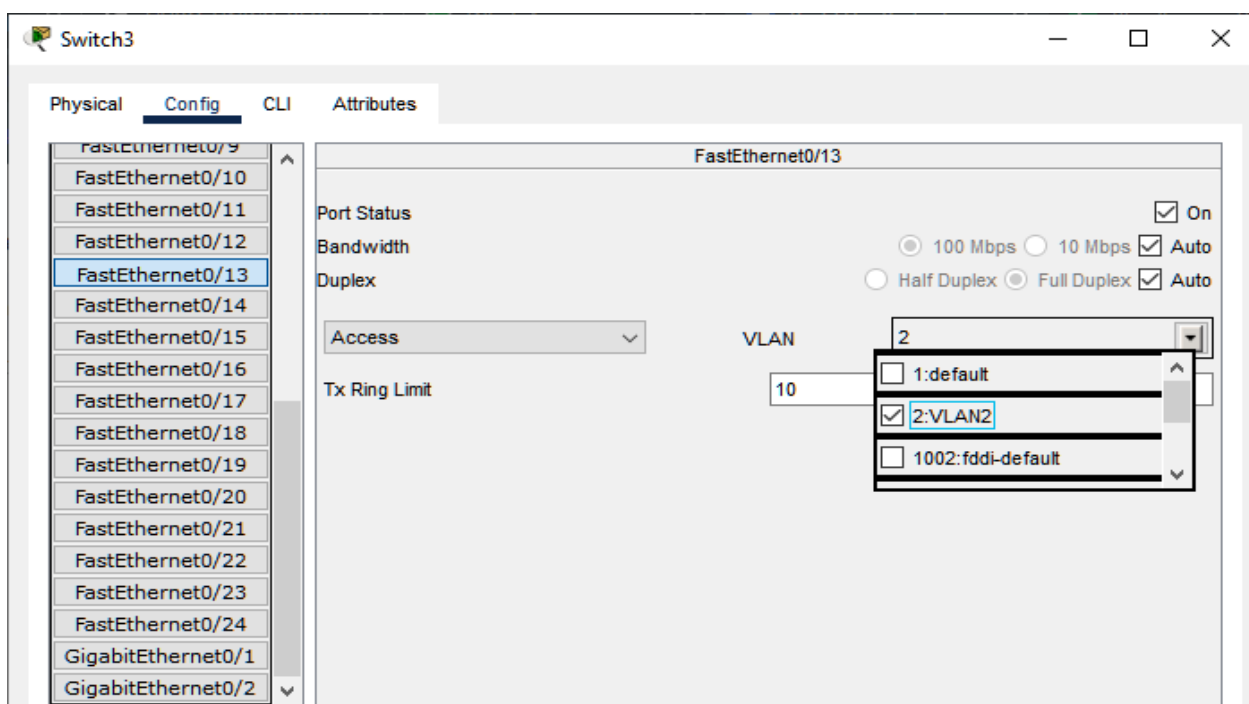 Switch3
Physical Config CLI Attributes
FastEthernet0/9
FastEthernet0/10
FastEthernet0/11
FastEthernet0/12
FastEthernet0/13
FastEthernet0/14
FastEthernet0/15
FastEthernet0/16
FastEthernet0/17
FastEthernet0/18
FastEthernet0/19
FastEthernet0/20
FastEthernet0/21
FastEthernet0/22
FastEthernet0/23
FastEthernet0/24
GigabitEthernet0/1
GigabitEthernet0/2
FastEthernet0/13
Port Status On
Bandwidth 100 Mbps 10 Mbps Auto
Duplex Half Duplex Full Duplex Auto
Access VLAN 2
1:default
Tx Ring Limit 10
2:VLAN2
1002:fddi-default